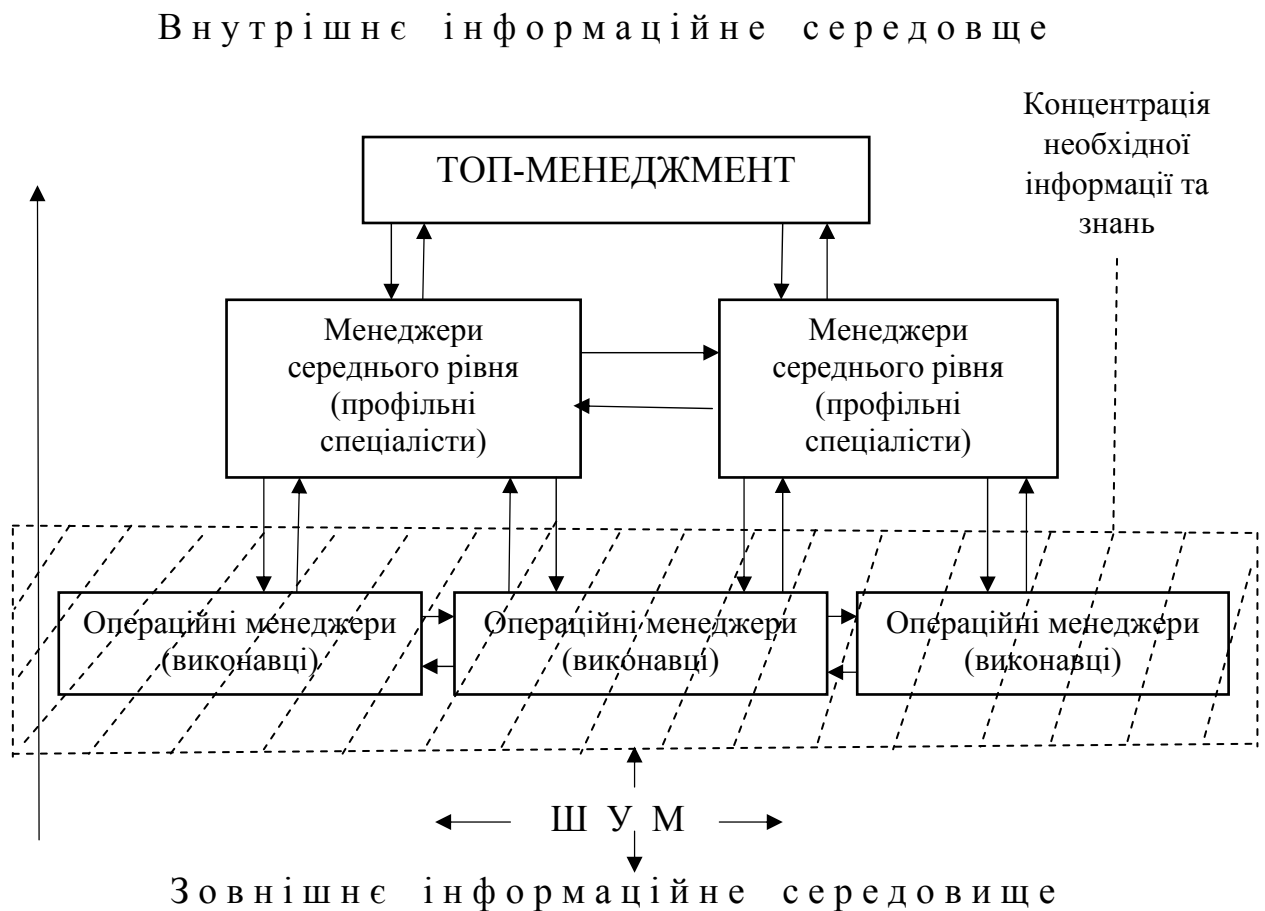 Внутрішнє інформаційне середовще
Концентрація
необхідної
інформації та
знань
ТОП-МЕНЕДЖМЕНТ
Менеджери
середнього рівня
(профільні
спеціалісти)
Менеджери
середнього рівня
(профільні
спеціалісти)
Операційні менеджери
(виконавці)
Операційні менеджери
(виконавці)
Операційні менеджери
(виконавці)
ШУМ
Зовнішнє інформаційне середовище